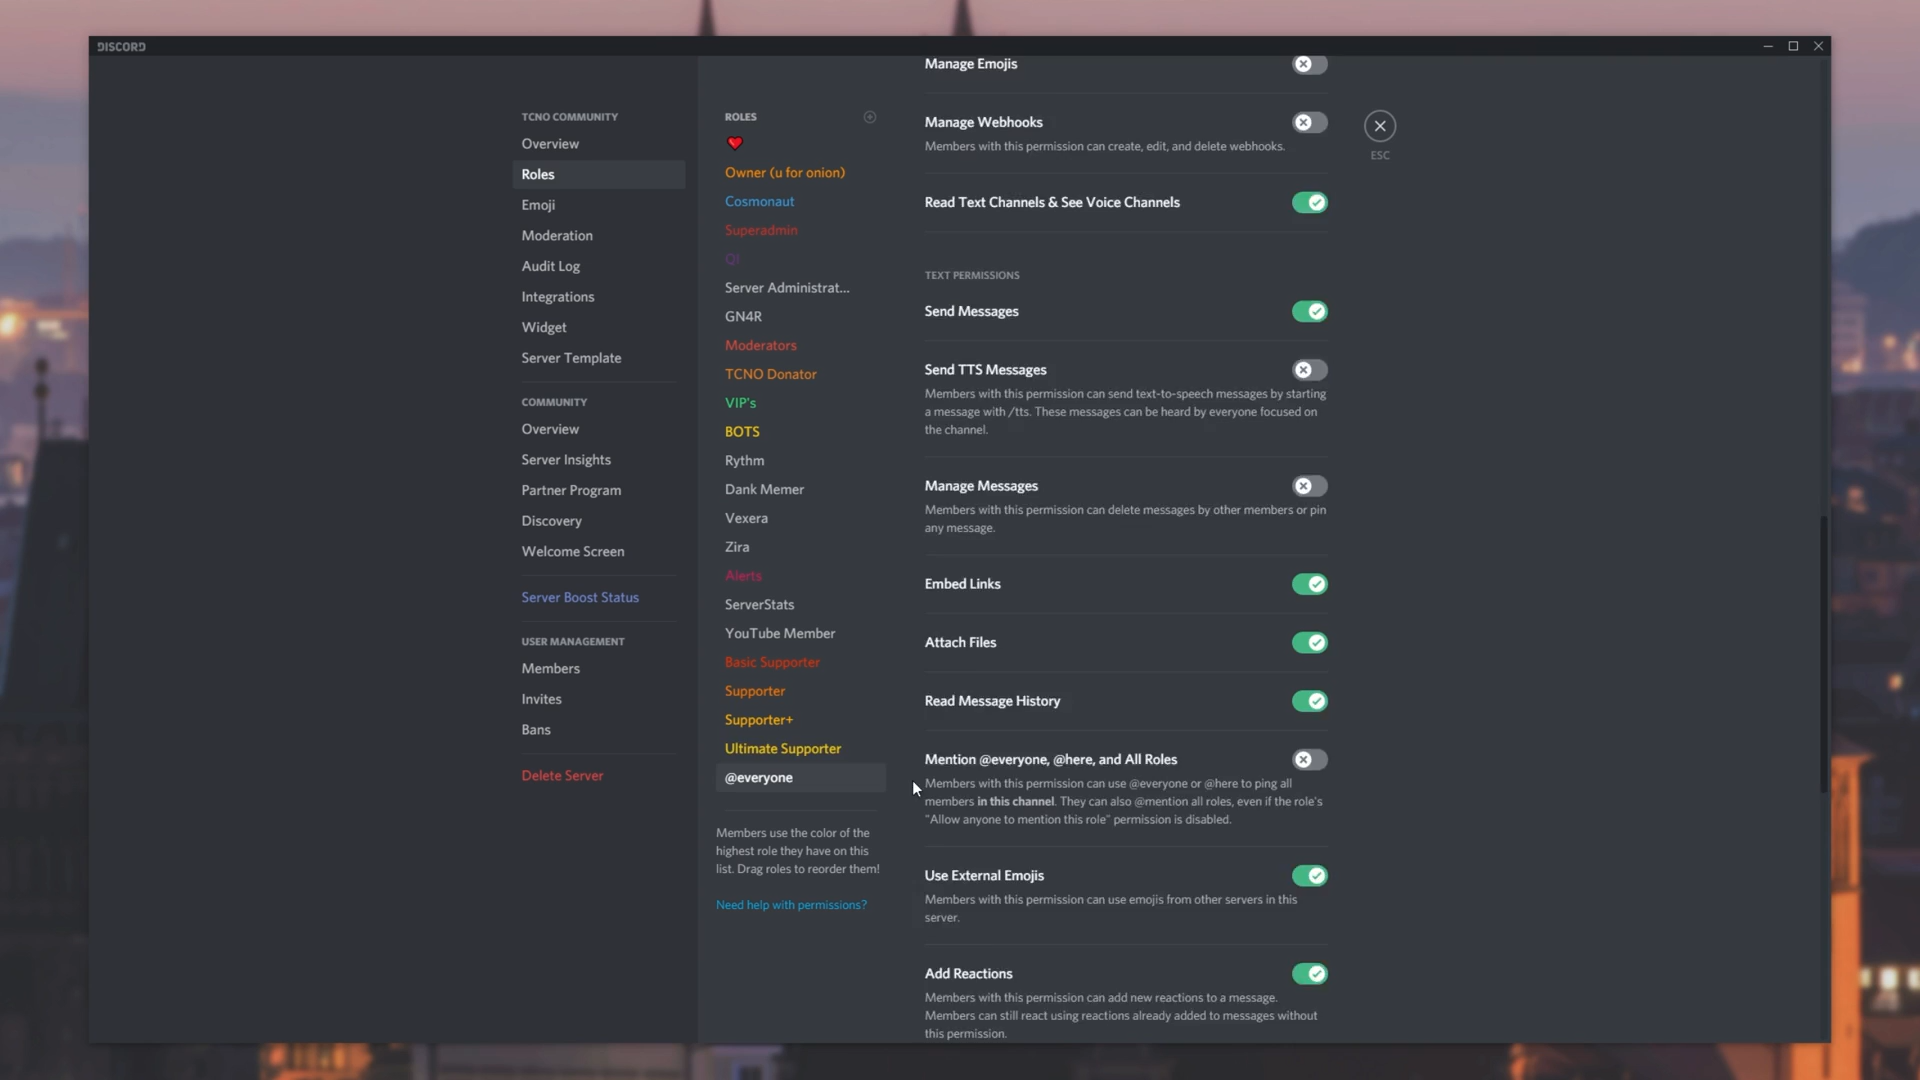 DISCORD
TCNO COMMUNITY
Overview
Roles
Emoji
Moderation
Audit Log
Integrations
Widget
Server Template
COMMUNITY
Overview
Server Insights
Partner Program
Discovery
Welcome Screen
Server Boost Status
USER MANAGEMENT
Members
Invites
Bans
Delete Server
ROLES
Owner (u for onion)
Cosmonaut
Superadmin
QI
Server Administrat...
GN4R
Moderators
TCNO Donator
VIP's
BOTS
Rythm
Dank Memer
Vexera
Zira
Alerts
ServerStats
YouTube Member
Basic Supporter
Supporter
Supporter+
Ultimate Supporter
@everyone
Members use the color of the
highest role they have on this
list. Drag roles to reorder them!
Need help with permissions?
Manage Emojis
Manage Webhooks
Members with this permission can create, edit, and delete webhooks.
Read Text Channels & See Voice Channels
TEXT PERMISSIONS
Send Messages
Send TTS Messages
Members with this permission can send text-to-speech messages by starting
a message with /tts. These messages can be heard by everyone focused on
the channel.
Manage Messages
Members with this permission can delete messages by other members or pin
any message.
Embed Links
Attach Files
Read Message History
Mention @everyone, @here, and All Roles
Members with this permission can use @everyone or @here to ping all
members in this channel. They can also @mention all roles, even if the role's
"Allow anyone to mention this role" permission is disabled.
Use External Emojis
Members with this permission can use emojis from other servers in this
server.
Add Reactions
Members with this permission can add new reactions to a message.
Members can still react using reactions already added to messages without
this permission.
ESC